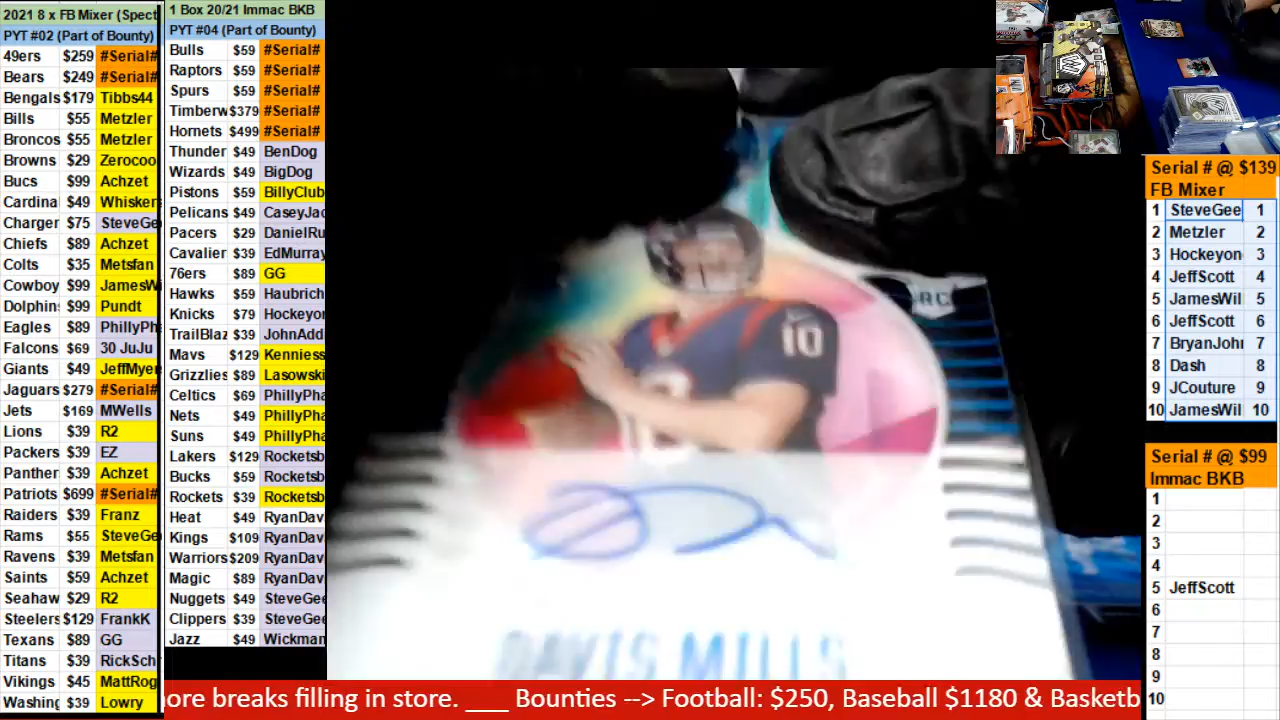 2021 8 x FB Mixer (Spect
PYT #02 (Part of Bounty)
49ers $259 #Serial#
Bears $249 #Serial#
Bengals $179 Tibbs44
Bills $55 Metzler
Broncos $55 Metzler
Browns $29 Zerocoo
Bucs $99 Achzet
Cardina $49 Whisker
Charger $75 SteveGe
Chiefs $89 Achzet
Colts $35 Metsfan
Cowboy $99 JamesWi
Dolphin $99 Pundt
Eagles $89 PhillyPh
Falcons $69 30 JuJu
Giants $49 JeffMyer
Jaguars $279 #Serial#
Jets $169 MWells
Lions $39 R2
Packers $39 EZ
Panther $39 Achzet
Patriots $699 #Serial#
Raiders $39 Franz
Rams $55 SteveGe
Ravens $39 Metsfan
Saints $59 Achzet
Seahaw $29 R2
Steelers $129 FrankK
Texans $89 GG
Titans $39 RickSch
Vikings $45 MattRog
Washing $39 Lowry
1 Box 20/21 Immac BKB
PYT #04 (Part of Bounty)
Bulls $59 #Serial#
Raptors $59 #Serial#
Spurs $59 #Serial#
Timberw $379 #Serial#
Hornets $499 #Serial#
Thunder $49 BenDog
Wizards $49 BigDog
Pistons $59 BillyClub
Pelicans $49 CaseyJac
Pacers $29 DanielRu
Cavalier $39 EdMurray
76ers $89 GG
Hawks $59 Haubrich
Knicks $79 Hockeyo
TrailBlaz $39 JohnAdd
Mavs $129 Kenniess
Grizzlies $89 Lasowski
Celtics $69 PhillyPha
Nets $49 PhillyPha
Suns $49 PhillyPha
Lakers $129 Rocketsb
Bucks $59 Rocketsb
Rockets $39 Rocketsb
Heat $49 RyanDav
Kings $109 RyanDav
Warriors $209 RyanDav
Magic $89 RyanDav
Nuggets $49 SteveGee
Clippers $39 SteveGee
Jazz $49 Wickman
RC
10
DAVIS MILLS
Serial # @ $139
FB Mixer
1 SteveGee 1
2 Metzler 2
3 Hockeyon 3
4 JeffScott 4
5 JamesWil 5
6 JeffScott 6
7 BryanJohn 7
8 Dash 8
9 JCouture 9
10 JamesWil 10
Serial # @ $99
Immac BKB
1
2
3
4
5 JeffScott
6
7
8
9
10
ore breaks filling in store. ___ Bounties --> Football: $250, Baseball $1180 & Basketb